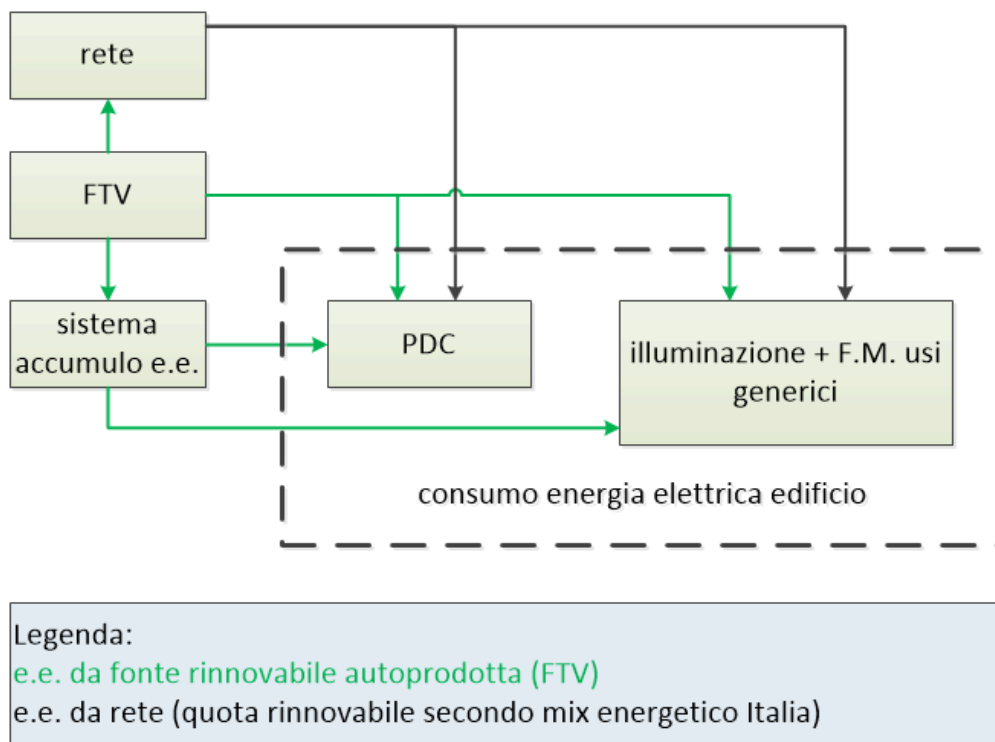 rete
FTV
sistema
accumulo e.e.
PDC
illuminazione + F.M. usi
generici
consumo energia elettrica edificio
Legenda:
e.e. da fonte rinnovabile autoprodotta (FTV)
e.e. da rete (quota rinnovabile secondo mix energetico Italia)